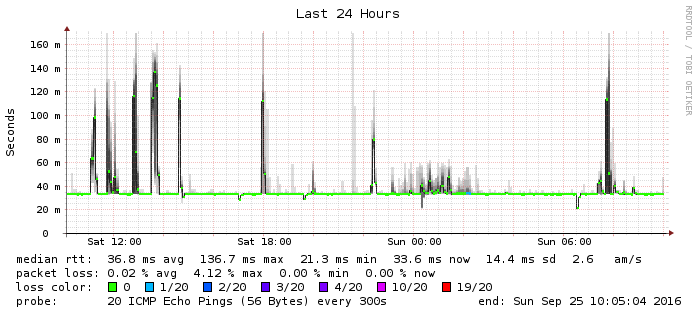 Last 24 Hours
RRDTOOL / TOBI OETIKER
Seconds
160 m
140 m
120 m
100 m
80 m
60 m
40 m
20 m
0
Sat 12:00 Sat 18:00 Sun 00:00 Sun 06:00
median rtt: 36.8 ms avg 136.7 ms max 21.3 ms min 33.6 ms now 14.4 ms sd 2.6 am/s
packet loss: 0.02 % avg 4.12 % max 0.00 % min 0.00 % now
loss color: 0 1/20 2/20 3/20 4/20 10/20 19/20
probe: 20 ICMP Echo Pings (56 Bytes) every 300s end: Sun Sep 25 10:05:04 2016